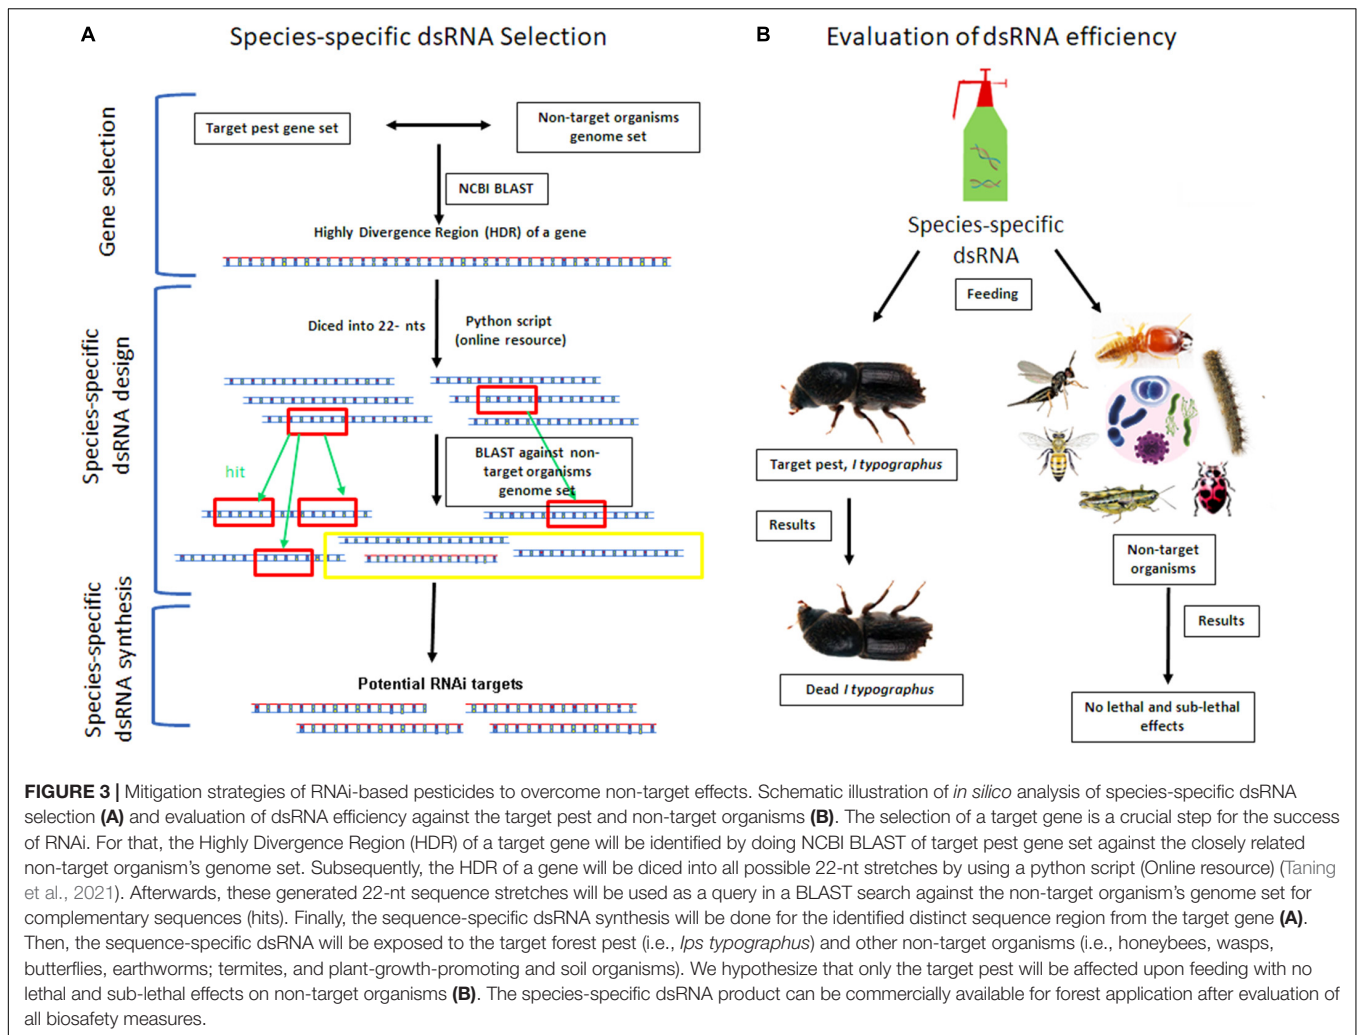 A
Species-specific dsRNA Selection
Gene selection
Target pest gene set
Non-target organisms
genome set
NCBI BLAST
Highly Divergence Region (HDR) of a gene
Species-specific
dsRNA design
Diced into 22- nts
Python script
(online resource)
hit
BLAST against non-
target organisms
genome set
Species-specific
dsRNA synthesis
Potential RNAi targets
B
Evaluation of dsRNA efficiency
Species-specific
dsRNA
Feeding
Target pest, I typographus
Results
Dead I typographus
Non-target
organisms
Results
No lethal and sub-lethal
effects
FIGURE 3 | Mitigation strategies of RNAi-based pesticides to overcome non-target effects. Schematic illustration of in silico analysis of species-specific dsRNA
selection (A) and evaluation of dsRNA efficiency against the target pest and non-target organisms (B). The selection of a target gene is a crucial step for the success
of RNAi. For that, the Highly Divergence Region (HDR) of a target gene will be identified by doing NCBI BLAST of target pest gene set against the closely related
non-target organism's genome set. Subsequently, the HDR of a gene will be diced into all possible 22-nt stretches by using a python script (Online resource) (Taning
et al., 2021). Afterwards, these generated 22-nt sequence stretches will be used as a query in a BLAST search against the non-target organism's genome set for
complementary sequences (hits). Finally, the sequence-specific dsRNA synthesis will be done for the identified distinct sequence region from the target gene (A).
Then, the sequence-specific dsRNA will be exposed to the target forest pest (i.e., Ips typographus) and other non-target organisms (i.e., honeybees, wasps,
butterflies, earthworms; termites, and plant-growth-promoting and soil organisms). We hypothesize that only the target pest will be affected upon feeding with no
lethal and sub-lethal effects on non-target organisms (B). The species-specific dsRNA product can be commercially available for forest application after evaluation of
all biosafety measures.